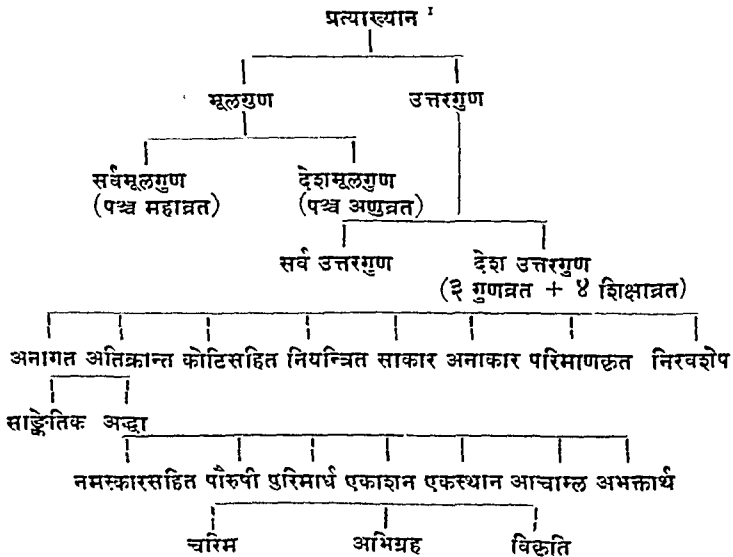 प्रत्याख्यान १
मूलगुण उत्तरगुण
सर्वमूलगुण देशमूलगुण
(पञ्च महाव्रत) (पञ्च अणुव्रत)
सर्व उत्तरगुण देश उत्तरगुण
(३ गुणव्रत + ४ शिक्षाव्रत)
अनागत अतिक्रान्त कोटिसहित नियन्त्रित साकार अनाकार परिमाणकृत निरवशेप
साङ्केतिक अद्धा
नमस्कारसहित पौरुपी पुरिमार्ध एकाशन एकस्थान आचाम्ल अभक्तार्थ
चरिम अभिग्रह विकृति